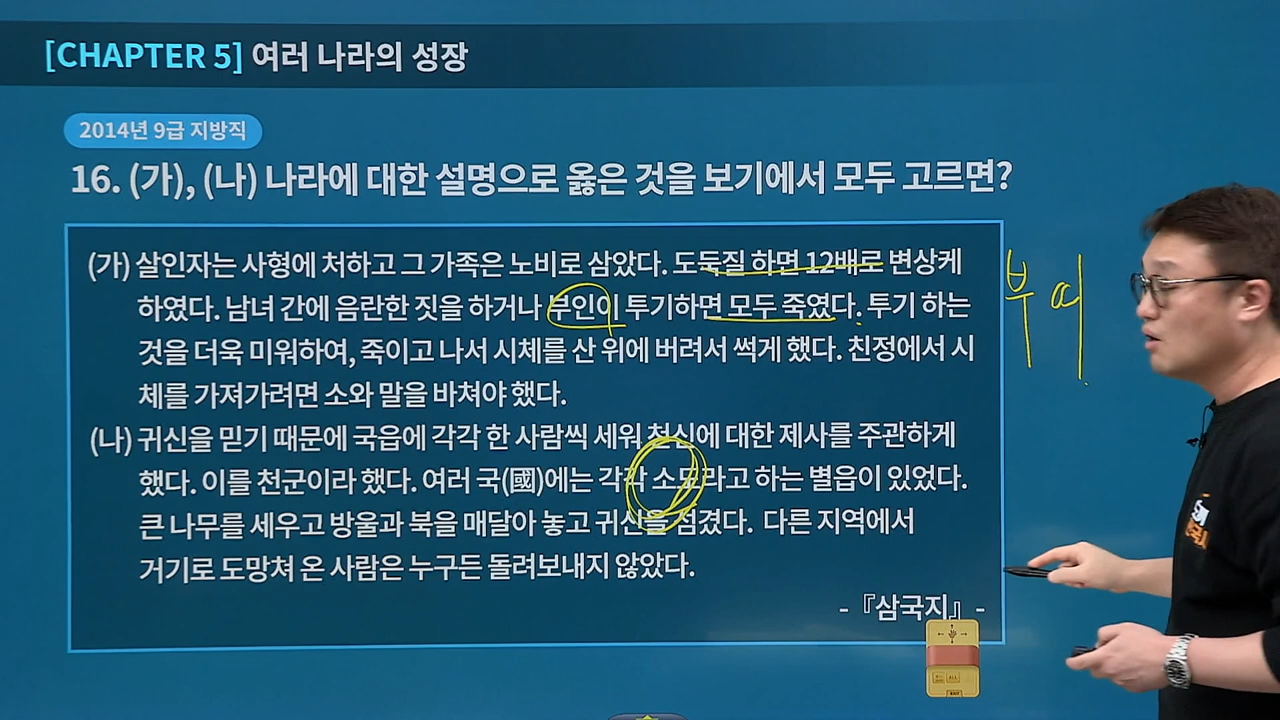 [CHAPTER 5] 여러 나라의 성장
2014년 9급 지방직
16. (가), (나) 나라에 대한 설명으로 옳은 것을 보기에서 모두 고르면?
(가) 살인자는 사형에 처하고 그 가족은 노비로 삼았다. 도둑질 하면 12배로 변상케
하였다. 남녀 간에 음란한 짓을 하거나 부인이 투기하면 모두 죽였다. 투기 하는
것을 더욱 미워하여, 죽이고 나서 시체를 산 위에 버려서 썩게 했다. 친정에서 시
체를 가져가려면 소와 말을 바쳐야 했다.
부여
(나) 귀신을 믿기 때문에 국읍에 각각 한 사람씩 세워 천신에 대한 제사를 주관하게
했다. 이를 천군이라 했다. 여러 국(國)에는 각각 소도라고 하는 별읍이 있었다.
큰 나무를 세우고 방울과 북을 매달아 놓고 귀신을 섬겼다. 다른 지역에서
거기로 도망쳐 온 사람은 누구든 돌려보내지 않았다.
-『삼국지』-
ALL
EXIT